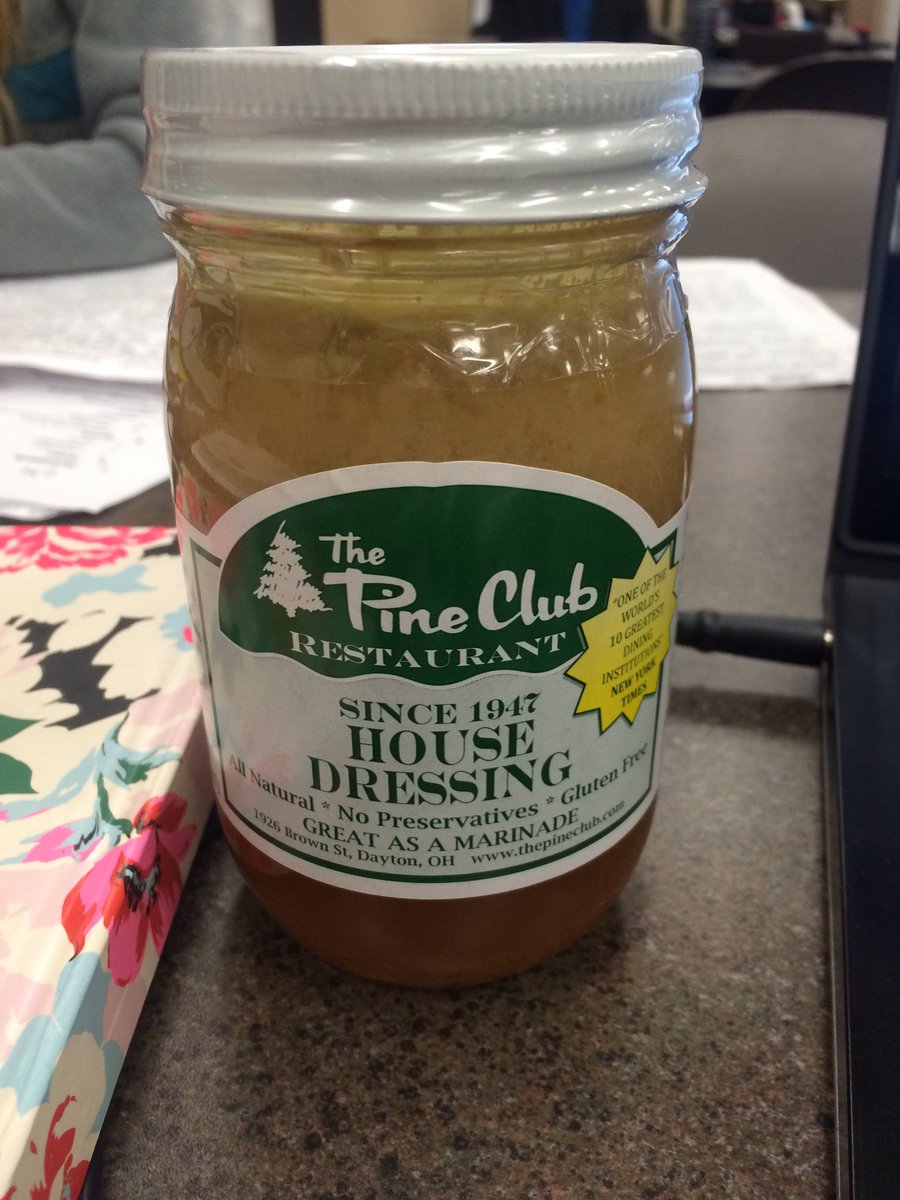 The
Pine Club
RESTAURANT
"ONE OF THE
WORLD'S
10 GREATEST
DINING
INSTITUTIONS"
NEW YORK
TIMES
SINCE 1947
HOUSE
DRESSING
All Natural * No Preservatives * Gluten Free
GREAT AS A MARINADE
1926 Brown St, Dayton, OH www.thepineclub.com